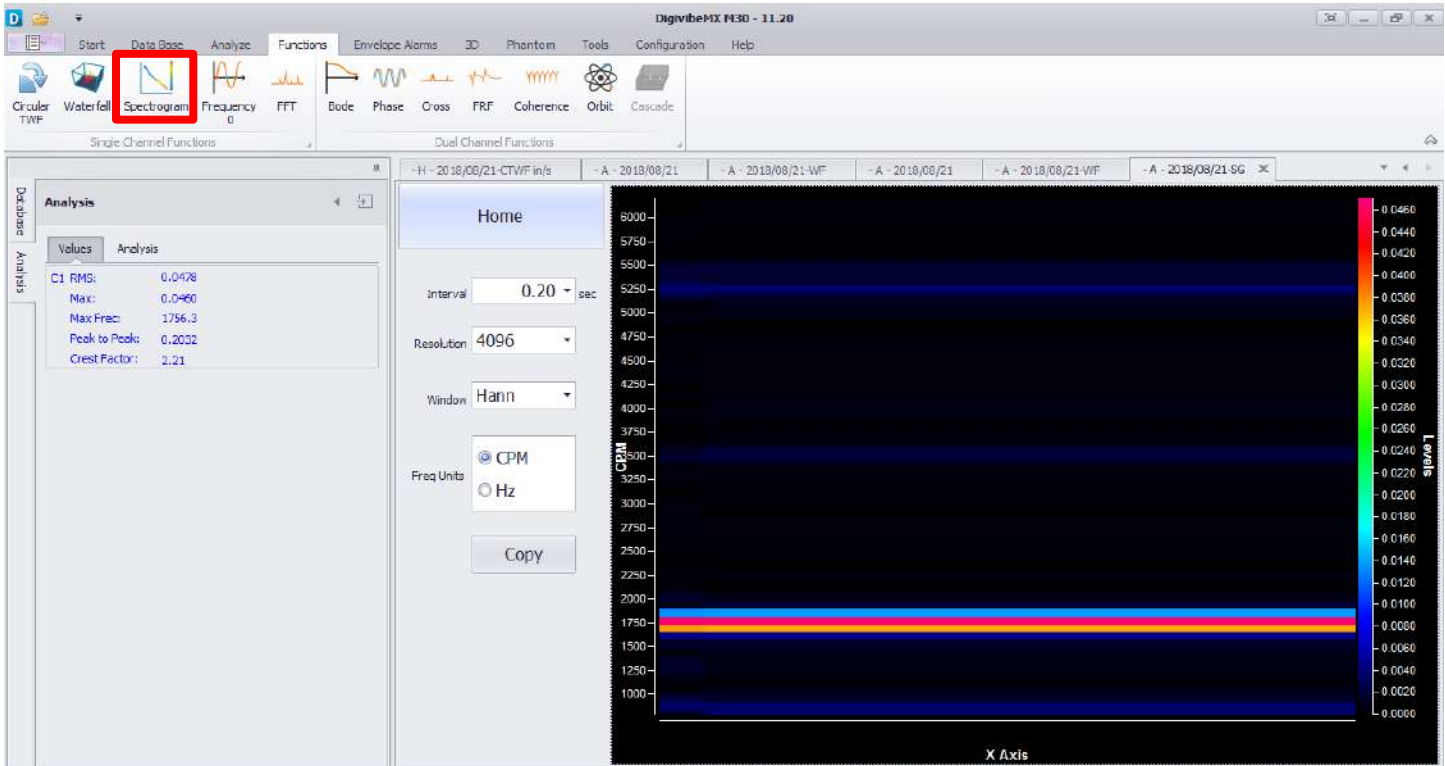 D
DigivibeMX M30 - 11.20
Start Data Base Analyze Functions Envelope Alarms 3D Phantom Tools Configuration Help
Circular TWF Waterfall Spectrogram Frequency 0 FFT Bode Phase Cross FRF Coherence Orbit Cascade
Single Channel Functions Dual Channel Functions
- H - 2018/08/21-CTWF in/s - A - 2018/08/21 - A - 2018/08/21-WF - A - 2018/08/21 - A - 2018/08/21-WF - A - 2018/08/21-SG
Database
Analysis
Analysis
Values Analysis
C1 RMS: 0.0478
Max: 0.0460
Max Frec: 1756.3
Peak to Peak: 0.2032
Crest Factor: 2.21
Home
Interval 0.20 sec
Resolution 4096
Window Hann
Freq Units
CPM
Hz
Copy
6000
5750
5500
5250
5000
4750
4500
4250
4000
3750
3500
3250
3000
2750
2500
2250
2000
1750
1500
1250
1000
CPM
X Axis
0.0460
0.0440
0.0420
0.0400
0.0380
0.0360
0.0340
0.0320
0.0300
0.0280
0.0260
0.0240
0.0220
0.0200
0.0180
0.0160
0.0140
0.0120
0.0100
0.0080
0.0060
0.0040
0.0020
0.0000
Levels